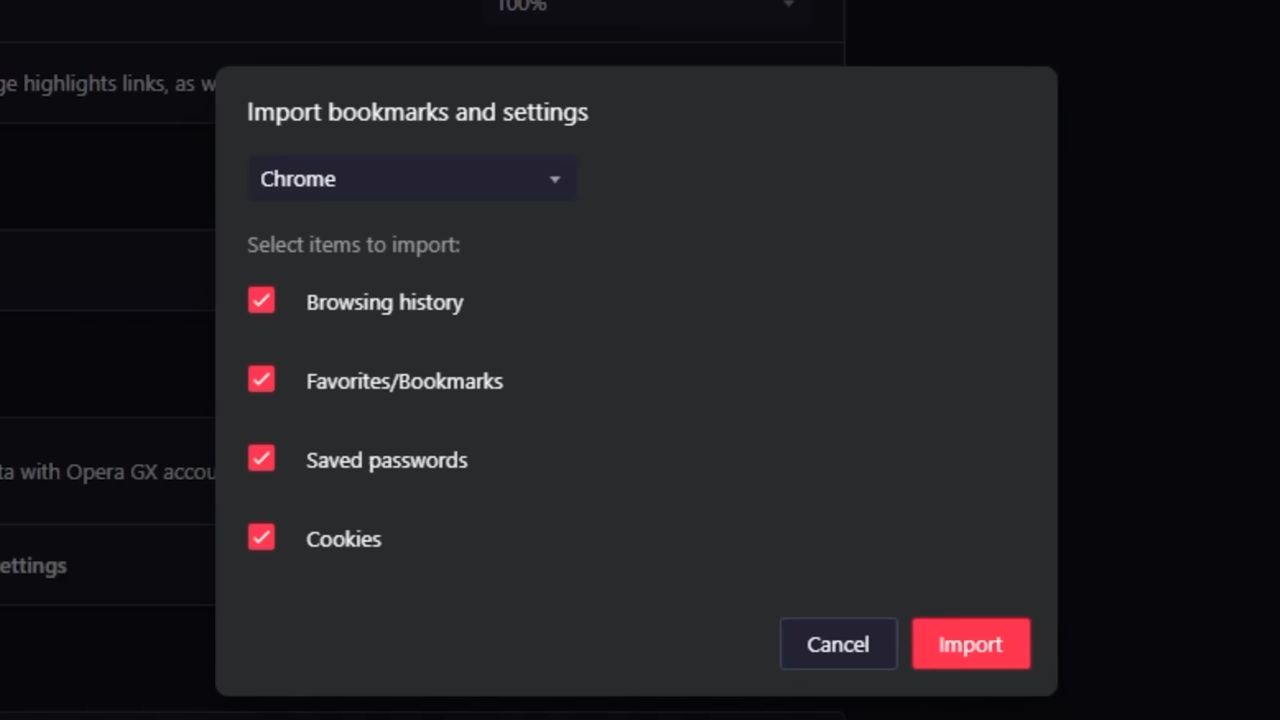 100%
ge highlights links, as w
Import bookmarks and settings
Chrome
Select items to import:
Browsing history
Favorites/Bookmarks
Saved passwords
ta with Opera GX accou
Cookies
ettings
Cancel
Import